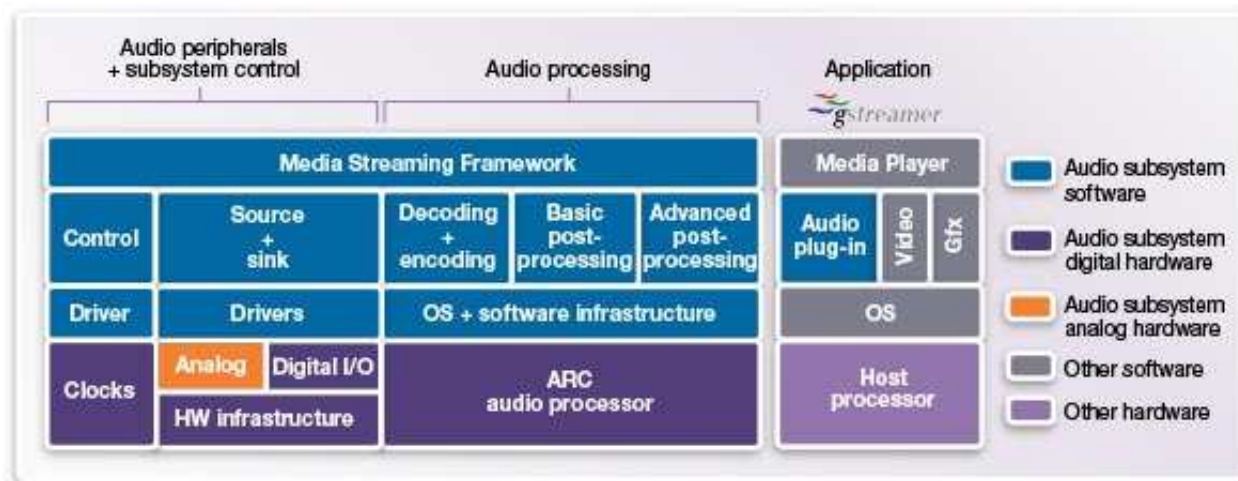 Audio peripherals
+ subsystem control
Audio processing
Application
gstreamer
Media Streaming Framework
Media Player
Control
Source
+
sink
Decoding
+
encoding
Basic
post-
processing
Advanced
post-
processing
Audio
plug-in
Video
Gfx
Driver
Drivers
OS + software infrastructure
OS
Clocks
Analog
Digital I/O
HW infrastructure
ARC
audio processor
Host
processor
Audio subsystem
software
Audio subsystem
digital hardware
Audio subsystem
analog hardware
Other software
Other hardware